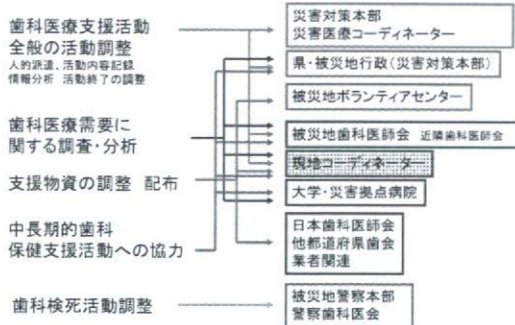 歯科医療支援活動
全般の活動調整
人的派遣、活動内容記録
情報分析 活動終了の調整
歯科医療需要に
関する調査・分析
支援物資の調整 配布
中長期的歯科
保健支援活動への協力
歯科検死活動調整
災害対策本部
災害医療コーディネーター
県・被災地行政(災害対策本部)
被災地ボランティアセンター
被災地歯科医師会 近隣歯科医師会
現地コーディネーター
大学・災害拠点病院
日本歯科医師会
他都道府県歯会
業者関連
被災地警察本部
警察歯科医会